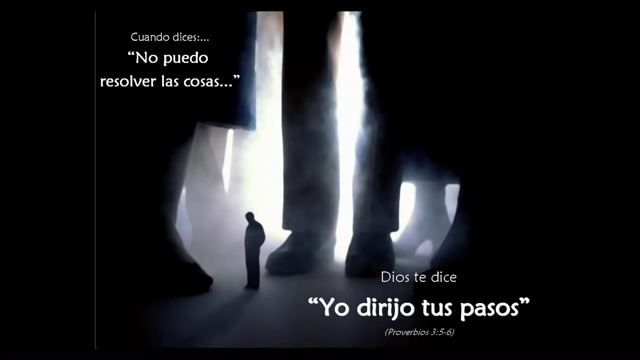 Cuando dices:...
“No puedo
resolver las cosas...”
Dios te dice
“Yo dirijo tus pasos”
(Proverbios 3:5-6)